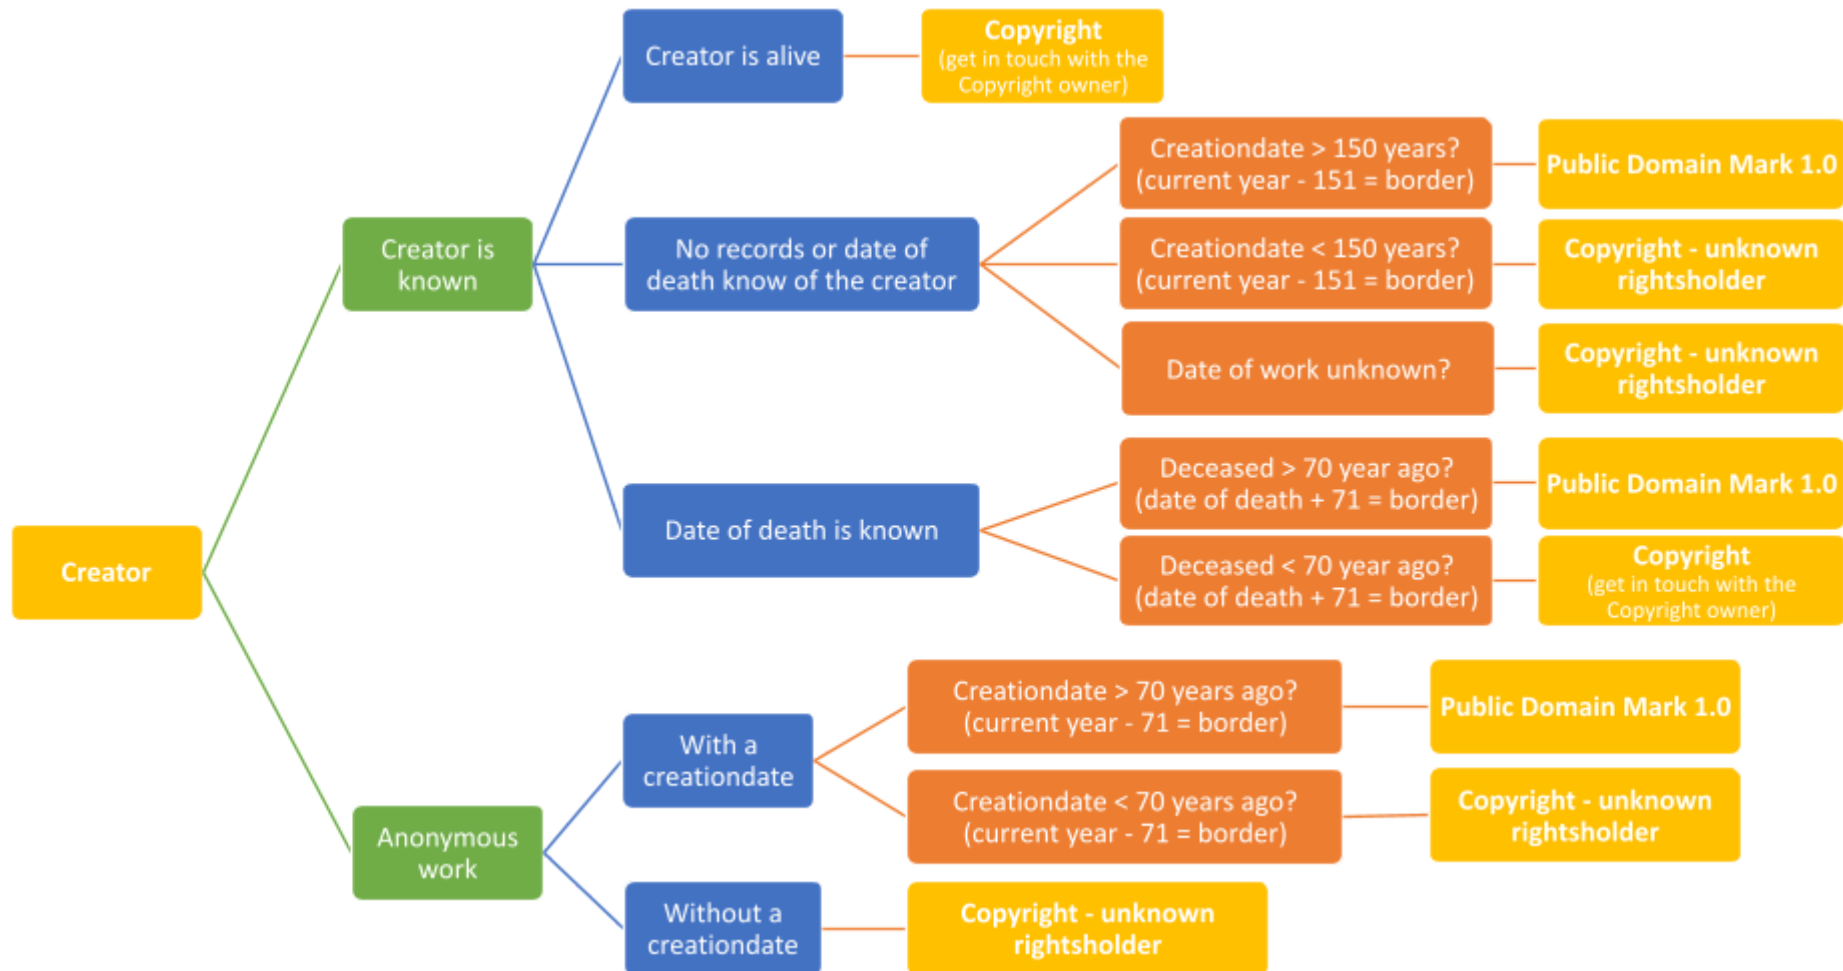 Creator
Creator is
known
Creator is alive
Copyright
(get in touch with the
Copyright owner)
No records or date of
death know of the creator
Creationdate > 150 years?
(current year - 151 = border)
Public Domain Mark 1.0
Creationdate < 150 years?
(current year - 151 = border)
Copyright - unknown
rightsholder
Date of work unknown?
Copyright - unknown
rightsholder
Date of death is known
Deceased > 70 year ago?
(date of death + 71 = border)
Public Domain Mark 1.0
Deceased < 70 year ago?
(date of death + 71 = border)
Copyright
(get in touch with the
Copyright owner)
Anonymous
work
With a
creationdate
Creationdate > 70 years ago?
(current year - 71 = border)
Public Domain Mark 1.0
Creationdate < 70 years ago?
(current year - 71 = border)
Copyright - unknown
rightsholder
Without a
creationdate
Copyright - unknown
rightsholder